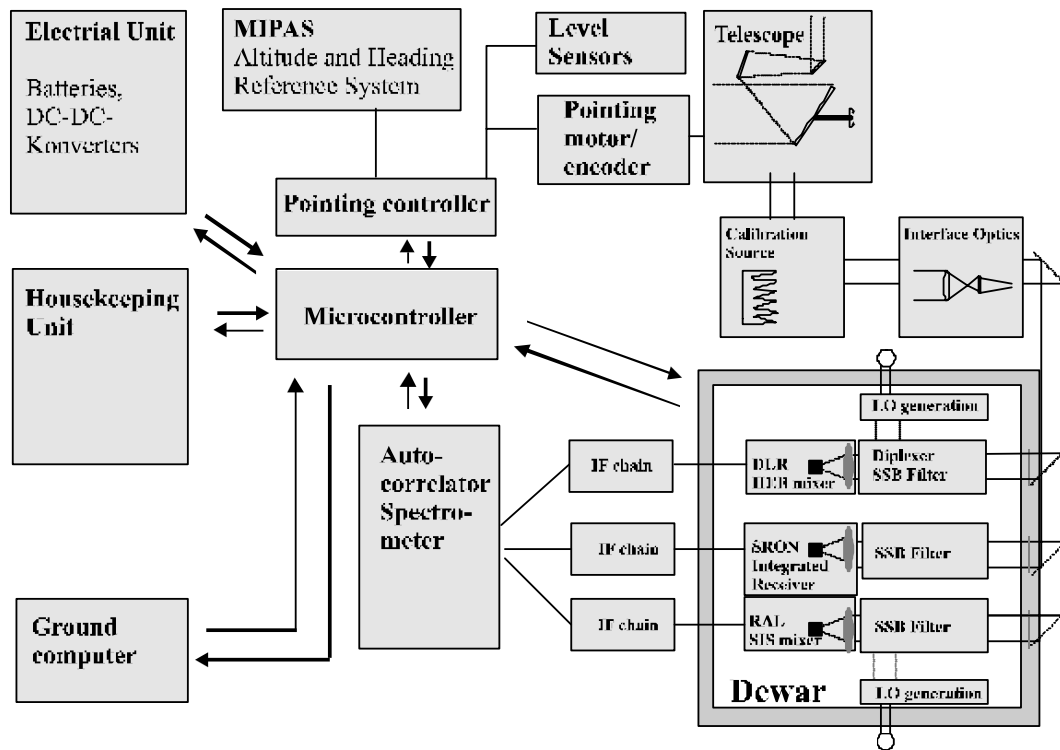 Electrial Unit
Batteries,
DC-DC-
Konverters
MIPAS
Altitude and Heading
Reference System
Level
Sensors
Telescope
Pointing
motor/
encoder
Pointing controller
Calibration
Source
Interface Optics
Housekeeping
Unit
Microcontroller
LO generation
Auto-
correlator
Spectro-
meter
IF chain
DLR
HEB mixer
Diplexer
SSB Filter
IF chain
SRON
Integrated
Receiver
SSB Filter
IF chain
RAL
SIS mixer
SSB Filter
Ground
computer
Dewar
LO generation